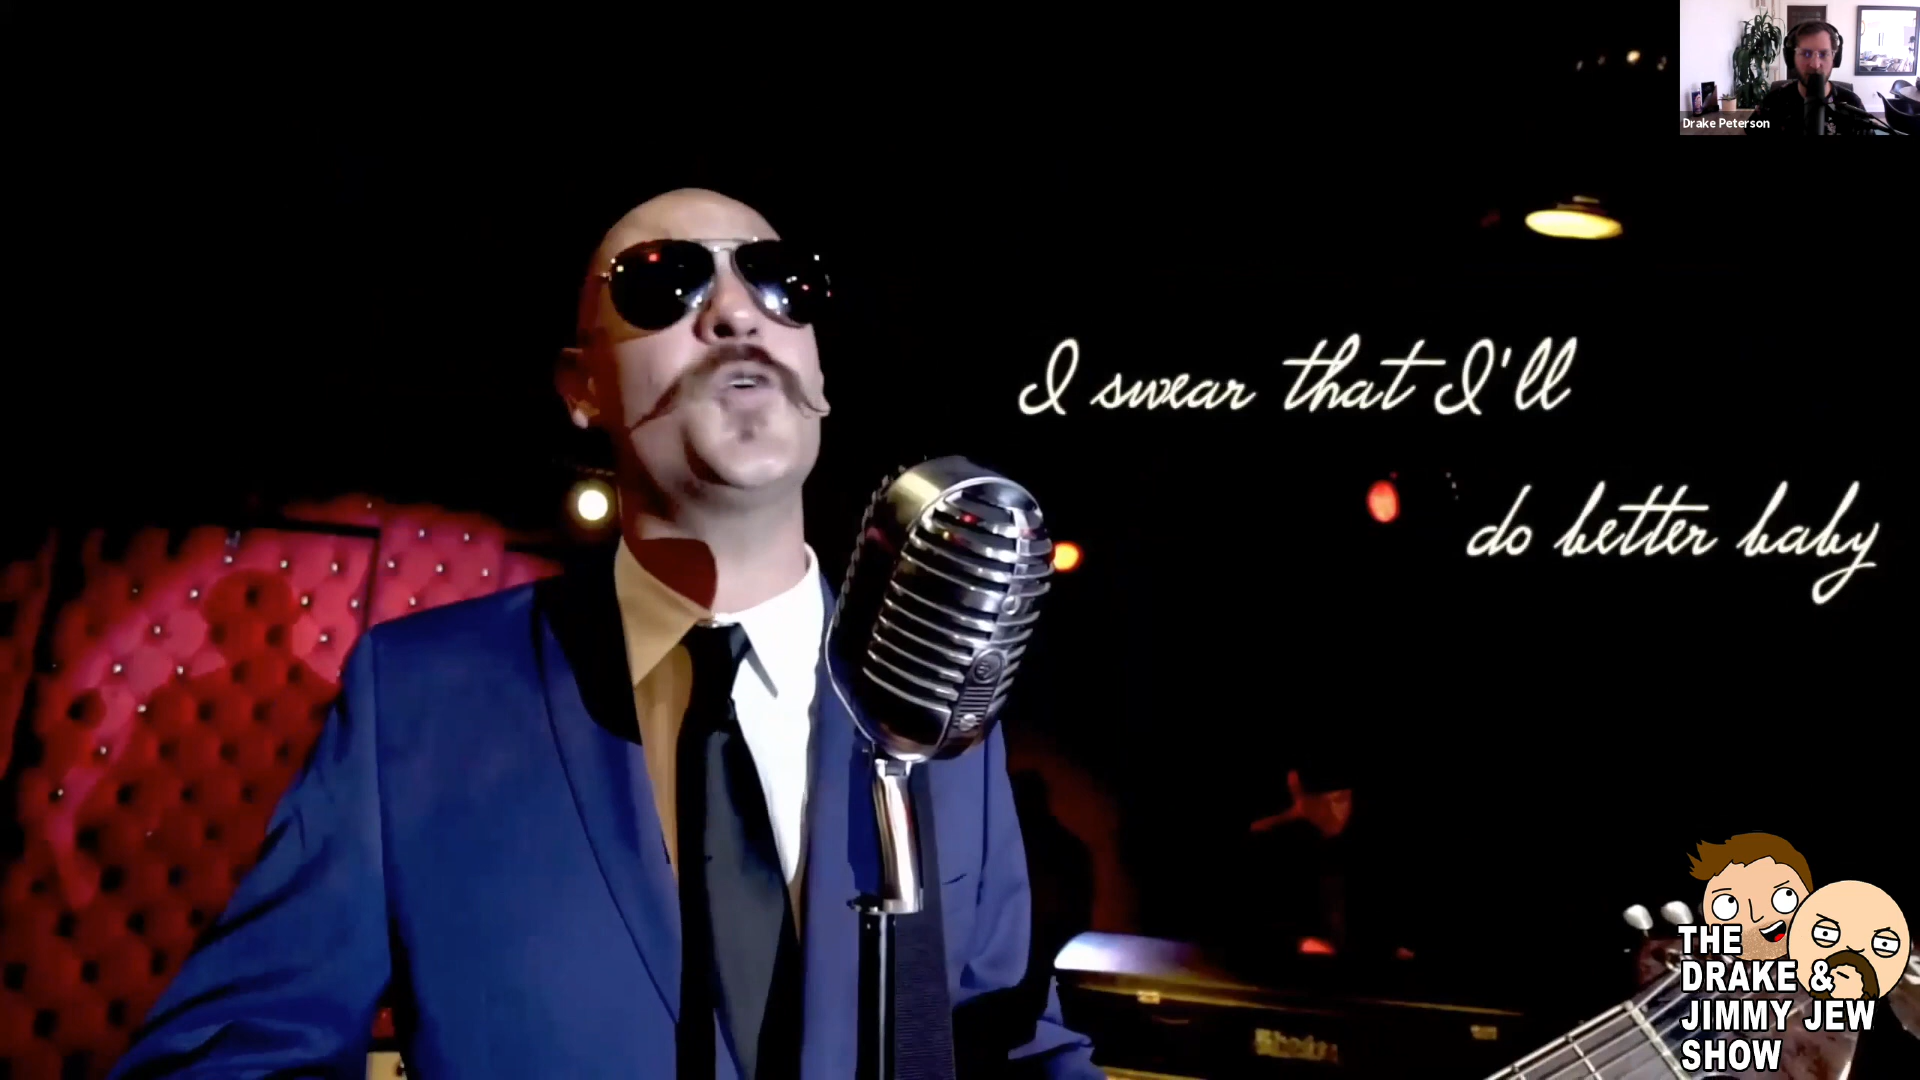 Drake Peterson
I swear that I'll
do better baby
THE
DRAKE &
JIMMY JEW
SHOW